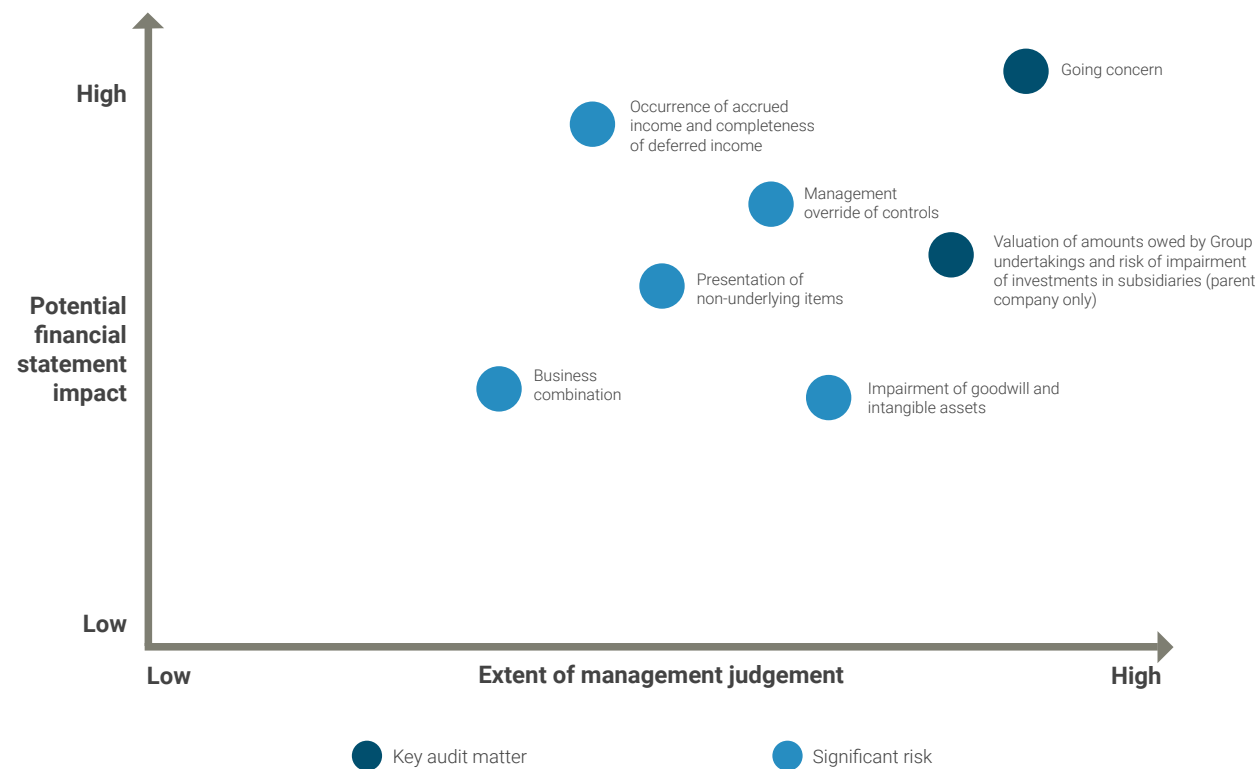 High
Going concern
Occurrence of accrued
income and completeness
of deferred income
Management
override of controls
Valuation of amounts owed by Group
undertakings and risk of impairment
of investments in subsidiaries (parent
company only)
Presentation of
non-underlying items
Potential
financial
statement
impact
Business
combination
Impairment of goodwill and
intangible assets
Low
Low
Extent of management judgement
High
Key audit matter
Significant risk